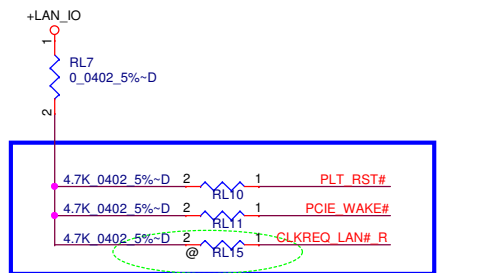 +LAN_IO
1
RL7
0_0402_5%~D
2
4.7K_0402_5%~D 2 1 PLT_RST#
RL10
4.7K_0402_5%~D 2 1 PCIE_WAKE#
RL11
4.7K_0402_5%~D 2 1 CLKREQ_LAN#_R
@ RL15